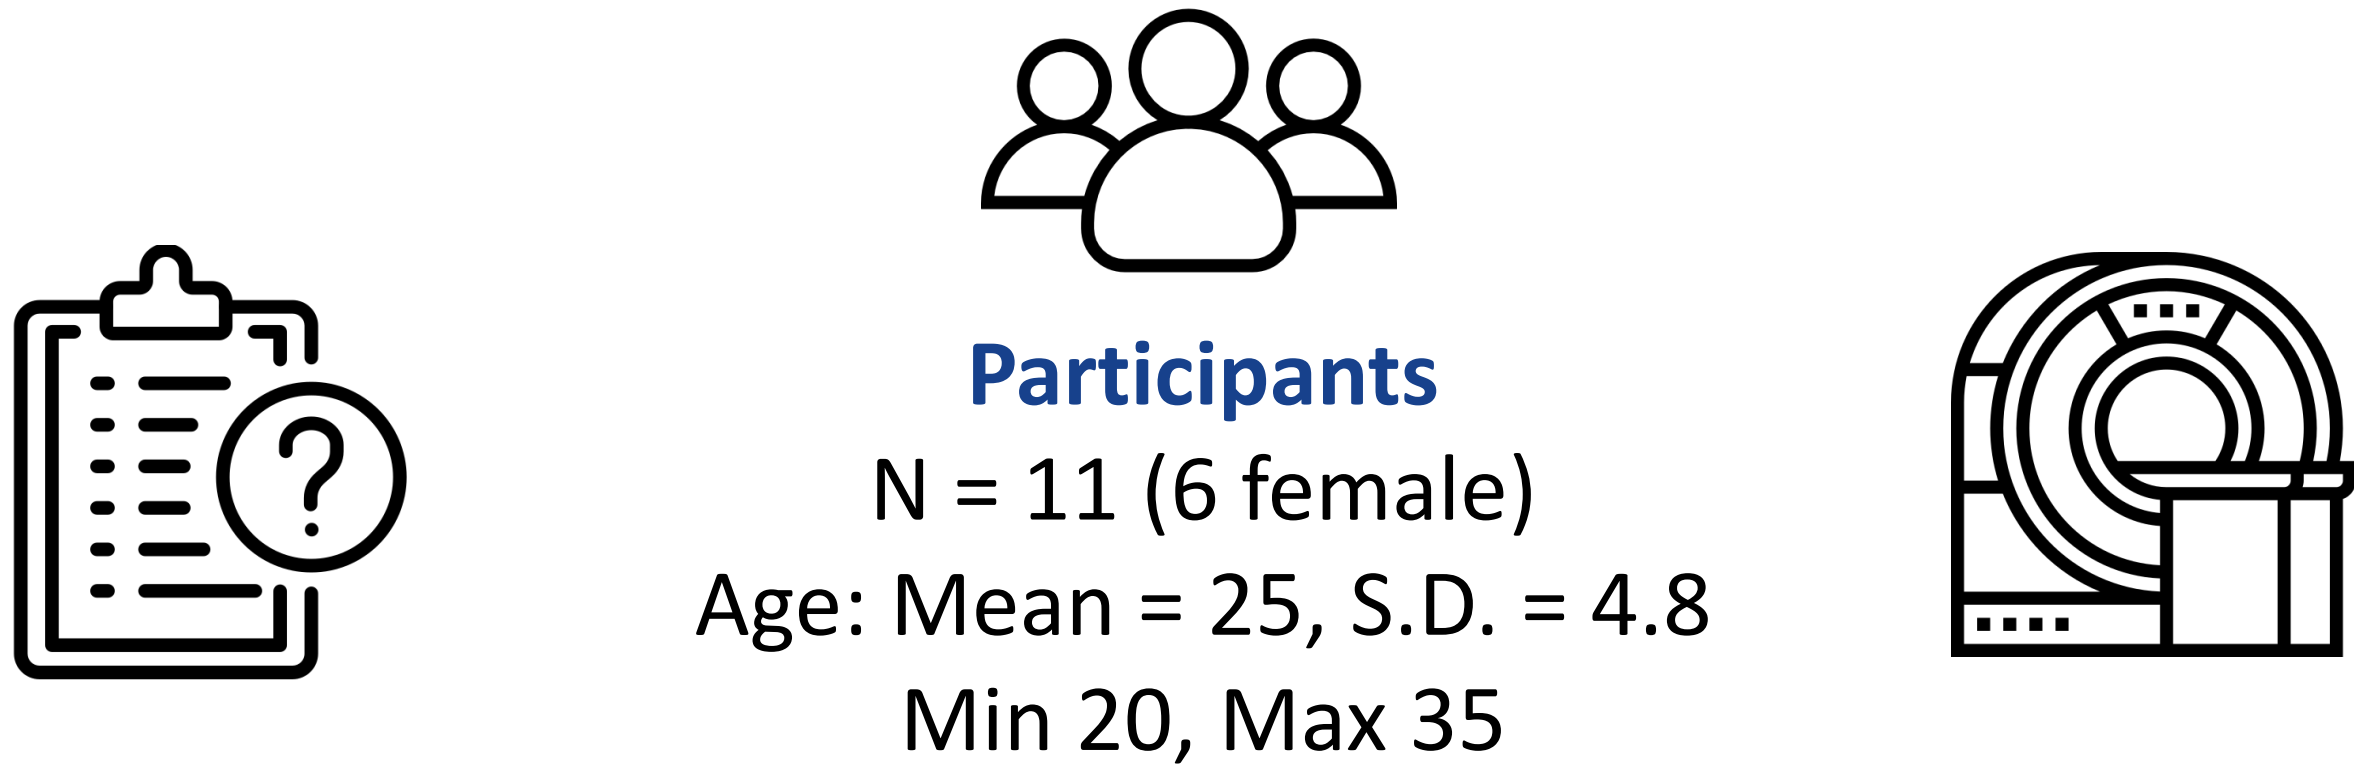 Participants
N = 11 (6 female)
Age: Mean = 25, S.D. = 4.8
Min 20, Max 35
?